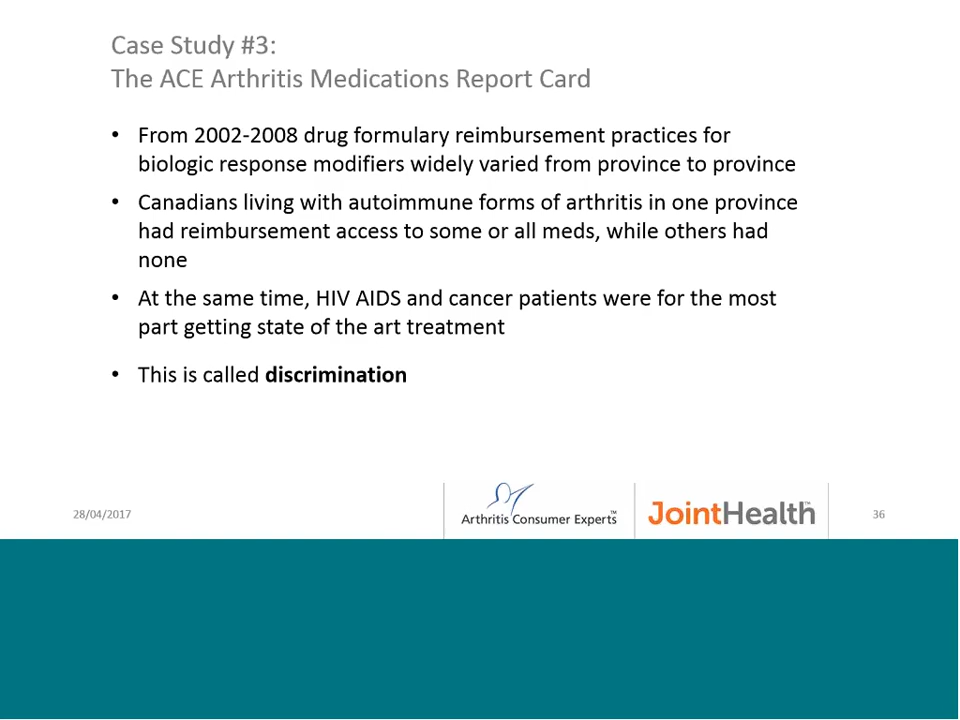 Case Study #3:
The ACE Arthritis Medications Report Card
• From 2002-2008 drug formulary reimbursement practices for
biologic response modifiers widely varied from province to province
• Canadians living with autoimmune forms of arthritis in one province
had reimbursement access to some or all meds, while others had
none
• At the same time, HIV AIDS and cancer patients were for the most
part getting state of the art treatment
• This is called discrimination
28/04/2017
Arthritis Consumer Experts™
JointHealth™
36